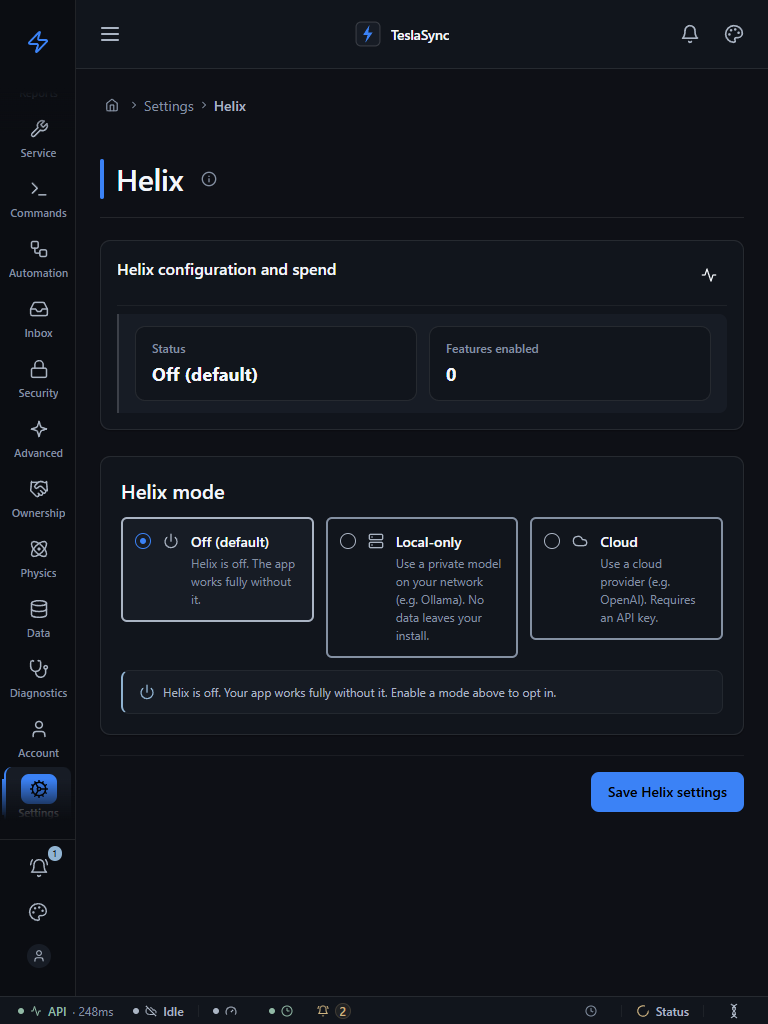 TeslaSync
Settings
Helix
Helix
Service
Commands
Automation
Inbox
Security
Advanced
Ownership
Physics
Data
Diagnostics
Account
Settings
1
Helix configuration and spend
Status
Off (default)
Features enabled
0
Helix mode
Off (default)
Helix is off. The app
works fully without
it.
Local-only
Use a private model
on your network
(e.g. Ollama). No
data leaves your
install.
Cloud
Use a cloud
provider (e.g.
OpenAI). Requires
an API key.
Helix is off. Your app works fully without it. Enable a mode above to opt in.
Save Helix settings
API · 248ms
Idle
2
Status